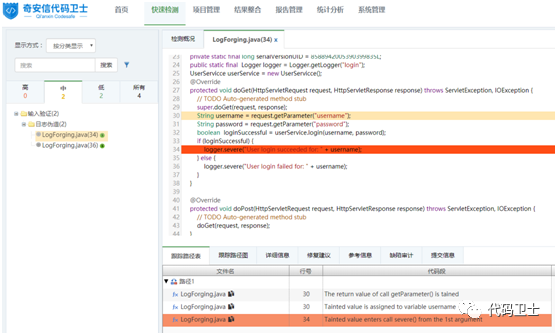 奇安信代码卫士
QiAnxin Codesafe
首页
快速检测
项目管理
结果整合
报告管理
统计分析
系统管理
显示方式：
按分类显示
搜索
搜索
高
0
中
2
低
2
所有
4
输入验证(2)
日志伪造(2)
LogForging.java(34)
LogForging.java(36)
检测概况
LogForging.java(34) x
23 private static final long serialVersionUID = 8588942005390399835L;
24 public static final Logger logger = Logger.getLogger("login");
25 UserService userService = new UserService();
26 @Override
27 protected void doGet(HttpServletRequest request, HttpServletResponse response) throws ServletException, IOException {
28 // TODO Auto-generated method stub
29 super.doGet(request, response);
30 String username = request.getParameter("username");
31 String password = request.getParameter("password");
32 boolean loginSuccessful = userService.login(username, password);
33 if (loginSuccessful) {
34 logger.severe("User login succeeded for: " + username);
35 } else {
36 logger.severe("User login failed for: " + username);
37 }
38 }
39
40 @Override
41 protected void doPost(HttpServletRequest request, HttpServletResponse response) throws ServletException, IOException {
42 // TODO Auto-generated method stub
43 doGet(request, response);
44 }
跟踪路径表
跟踪路径图
详细信息
修复建议
参考信息
缺陷审计
提交信息
文件名
行号
代码段
路径1
fx LogForging.java
30
The return value of call getParameter() is tained
fx LogForging.java
30
Tainted value is assigned to variable username
fx LogForging.java
34
Tainted value enters call severe() from the 1st argument
代码卫士